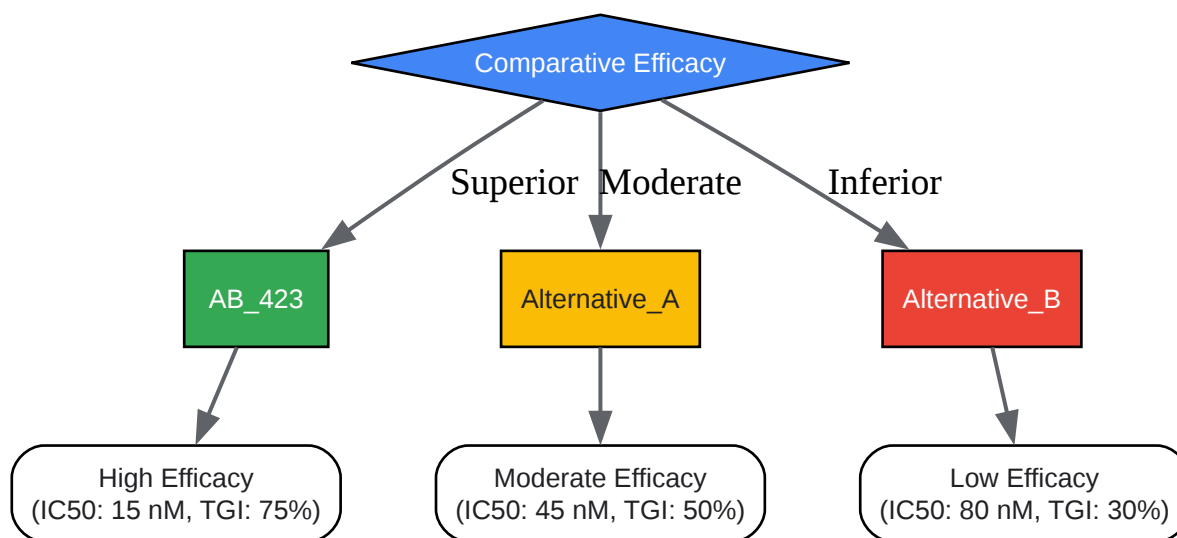 Comparative Efficacy
Superior
Moderate
Inferior
AB_423
Alternative_A
Alternative_B
High Efficacy
(IC50: 15 nM, TGI: 75%)
Moderate Efficacy
(IC50: 45 nM, TGI: 50%)
Low Efficacy
(IC50: 80 nM, TGI: 30%)